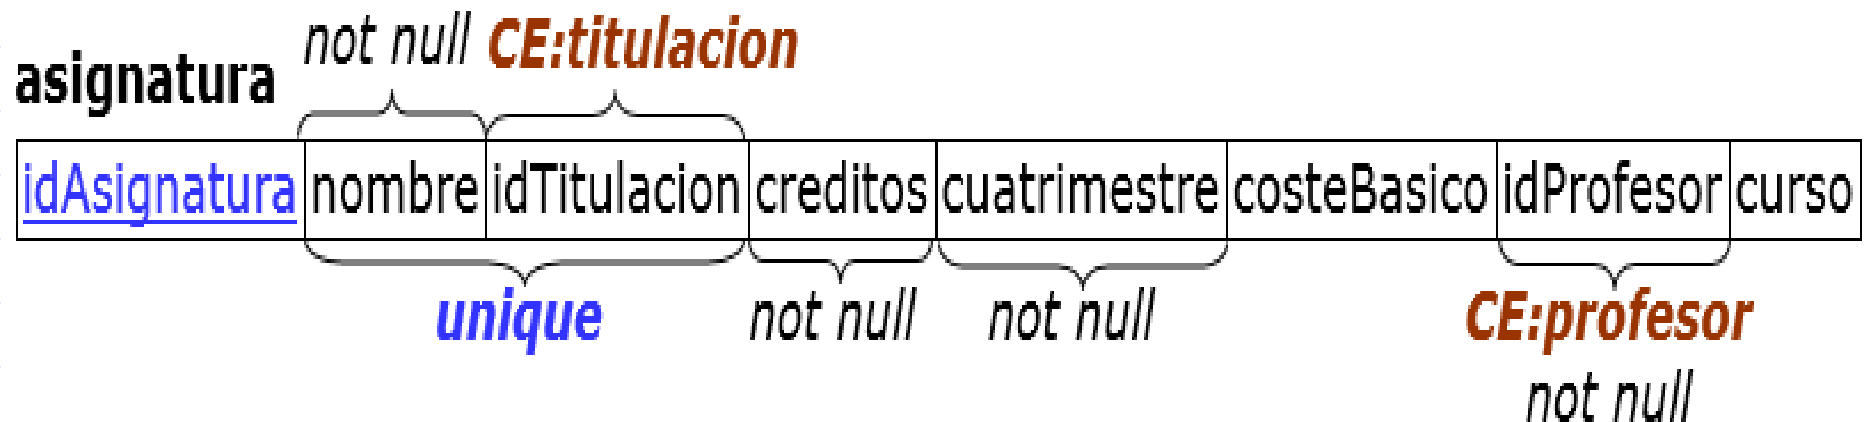 not null CE:titulacion
asignatura
idAsignatura nombre idTitulacion creditos cuatrimestre costeBasico idProfesor curso
unique not null not null CE:profesor
not null